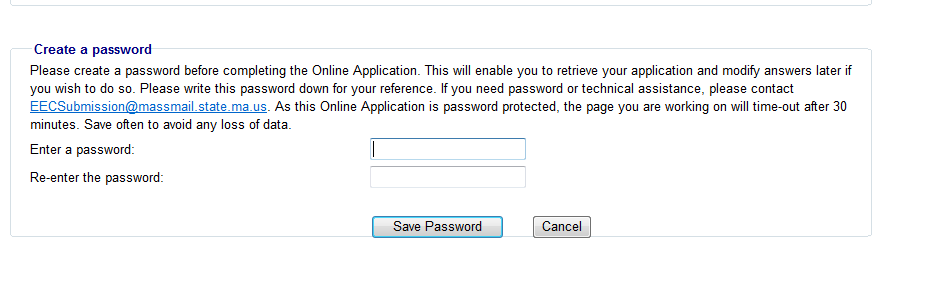 Create a password
Please create a password before completing the Online Application. This will enable you to retrieve your application and modify answers later if
you wish to do so. Please write this password down for your reference. If you need password or technical assistance, please contact
EECSubmission@massmail.state.ma.us. As this Online Application is password protected, the page you are working on will time-out after 30
minutes. Save often to avoid any loss of data.
Enter a password:
Re-enter the password:
Save Password Cancel